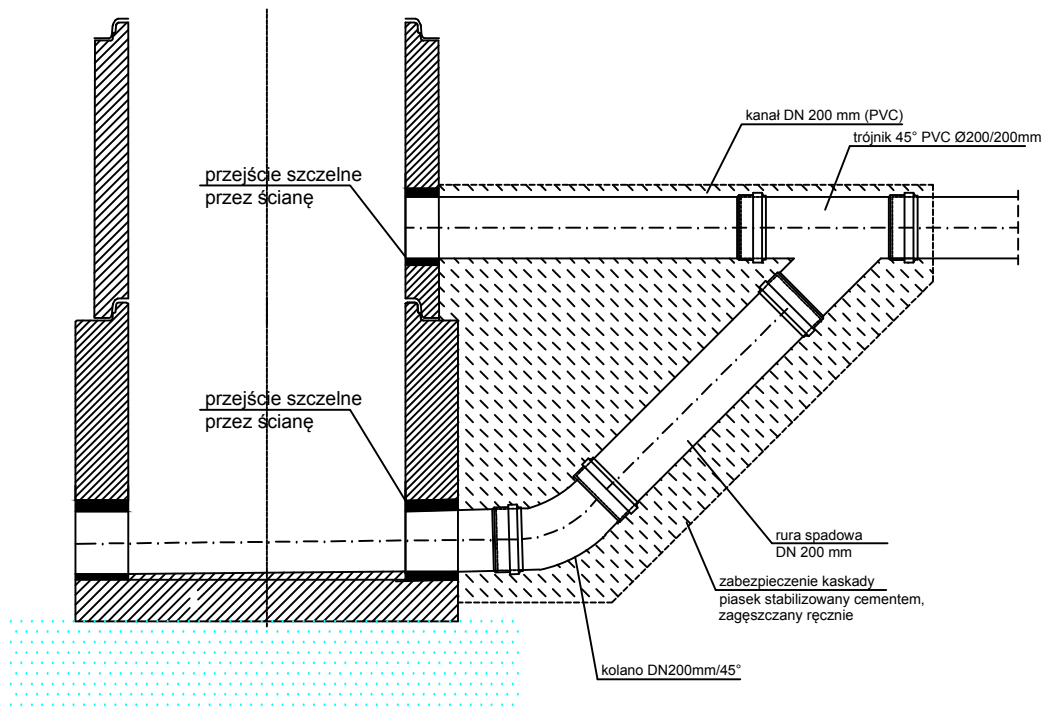 kanał DN 200 mm (PVC)
trójnik 45° PVC Ø200/200mm
przejście szczelne
przez ścianę
przejście szczelne
przez ścianę
rura spadowa
DN 200 mm
zabezpieczenie kaskady
piasek stabilizowany cementem,
zagęszczany ręcznie
kolano DN200mm/45°